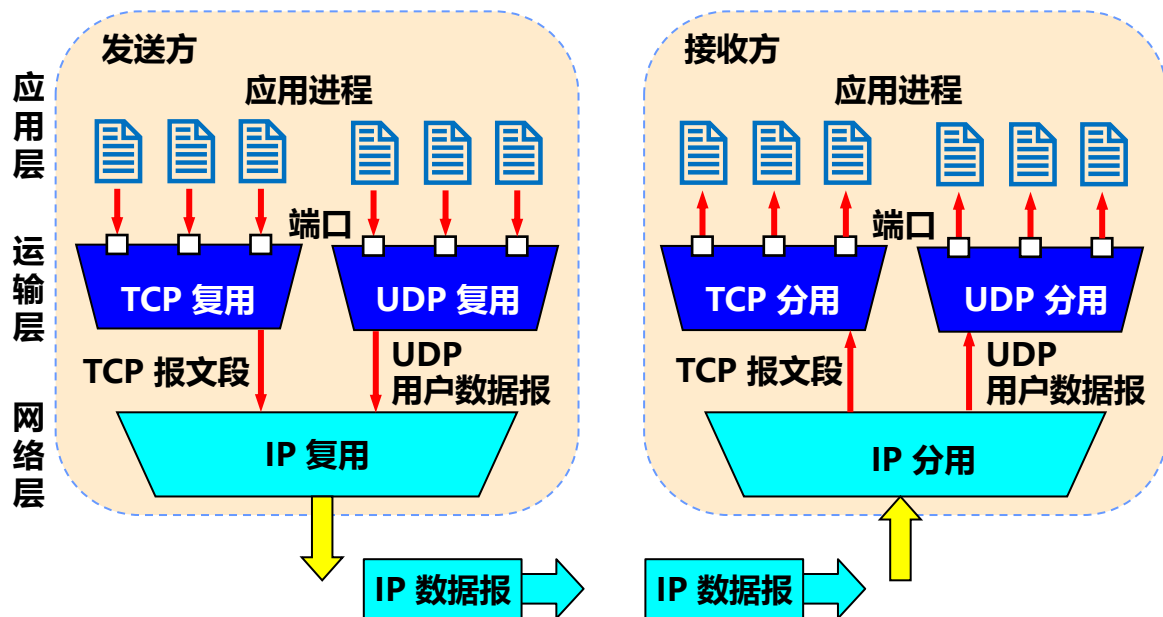 发送方
应用进程
应用层
端口
运输层
TCP 复用
UDP 复用
TCP 报文段
UDP
用户数据报
网络层
IP 复用
IP 数据报
接收方
应用进程
端口
TCP 分用
UDP 分用
TCP 报文段
UDP
用户数据报
IP 分用
IP 数据报